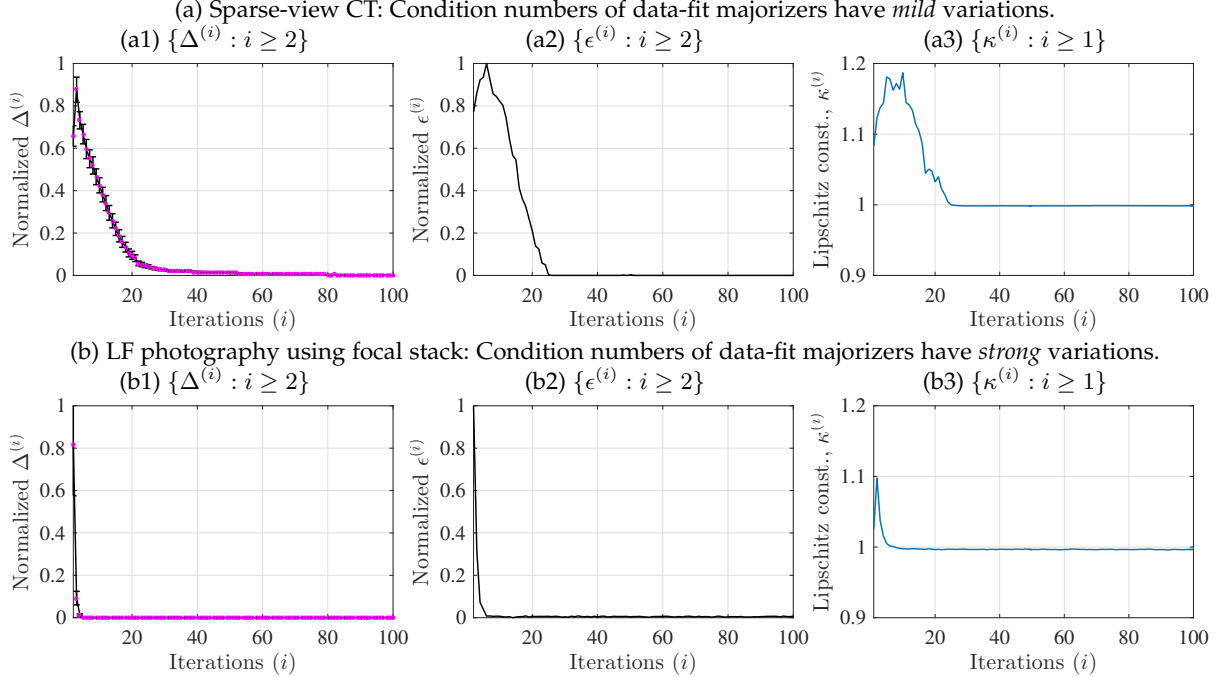 (a) Sparse-view CT: Condition numbers of data-fit majorizers have mild variations.
(a1) {Δ^(i) : i ≥ 2}
(a2) {ϵ^(i) : i ≥ 2}
(a3) {κ^(i) : i ≥ 1}
Normalized Δ^(i)
1
0.8
0.6
0.4
0.2
0
20 40 60 80 100
Iterations (i)
Normalized ϵ^(i)
1
0.8
0.6
0.4
0.2
0
20 40 60 80 100
Iterations (i)
Lipschitz const., κ^(i)
1.2
1.1
1
0.9
20 40 60 80 100
Iterations (i)
(b) LF photography using focal stack: Condition numbers of data-fit majorizers have strong variations.
(b1) {Δ^(i) : i ≥ 2}
(b2) {ϵ^(i) : i ≥ 2}
(b3) {κ^(i) : i ≥ 1}
Normalized Δ^(i)
1
0.8
0.6
0.4
0.2
0
20 40 60 80 100
Iterations (i)
Normalized ϵ^(i)
1
0.8
0.6
0.4
0.2
0
20 40 60 80 100
Iterations (i)
Lipschitz const., κ^(i)
1.2
1.1
1
0.9
20 40 60 80 100
Iterations (i)